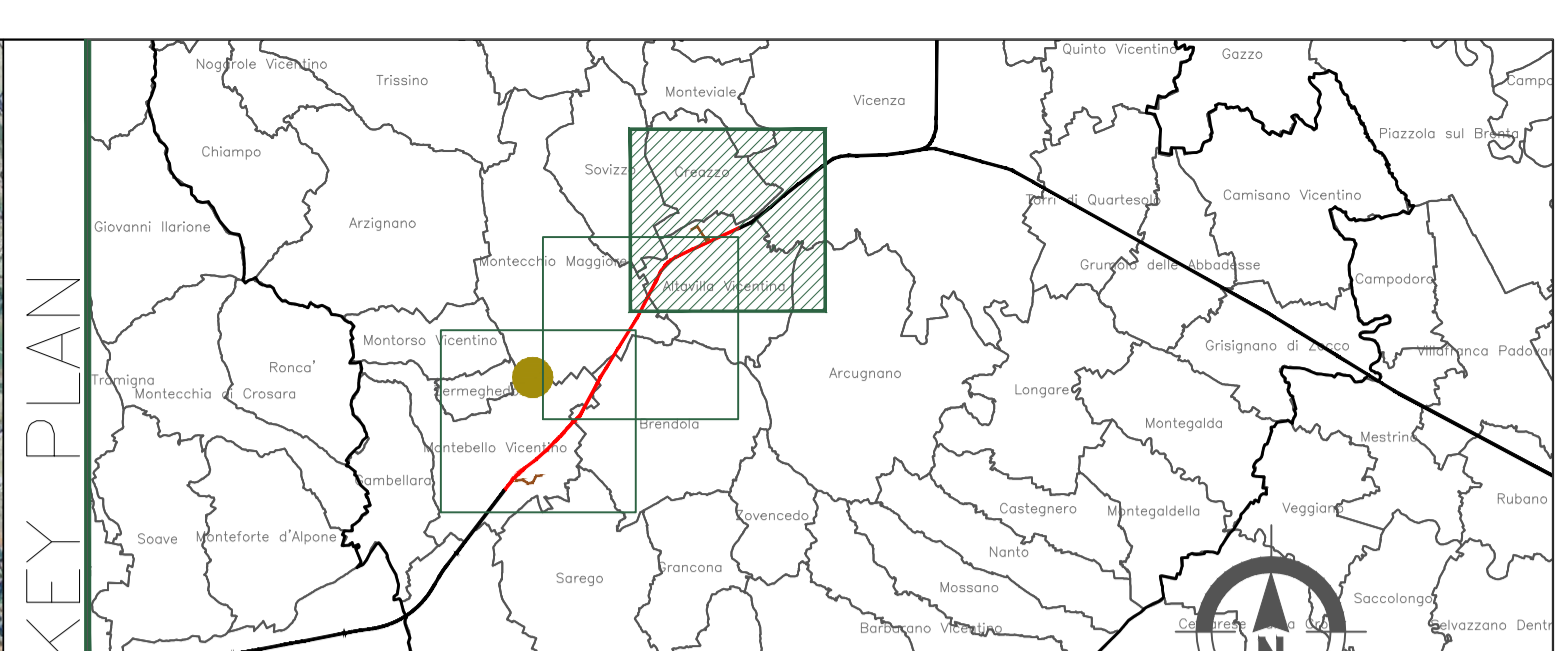 KEY PLAN
Quinto Vicentino
Gazzo
Nogarole Vicentino
Trissino
Campo
Monteviale
Vicenza
Piazzola sul Brenta
Chiampo
Sovizzo
Creazzo
Torri di Quartesolo
Camisano Vicentino
Giovanni Ilarione
Arzignano
Montecchio Maggiore
Grumolo delle Abbadesse
Campodoro
Altavilla Vicentina
Montorso Vicentino
Grisignano di Zocco
Villafranca Padovan
Ronca'
Arcugnano
Tramigna
Montecchia di Crosara
Zermeghedo
Longare
Brendola
Montegalda
Mestrino
Montebello Vicentino
Gambellara
Rubano
Zovencedo
Castegnero
Montegaldella
Veggiano
Soave
Monteforte d'Alpone
Nanto
Grancona
Sarego
Mossano
Saccolongo
Barbarano Vicentino
Selvazzano Dentr
N